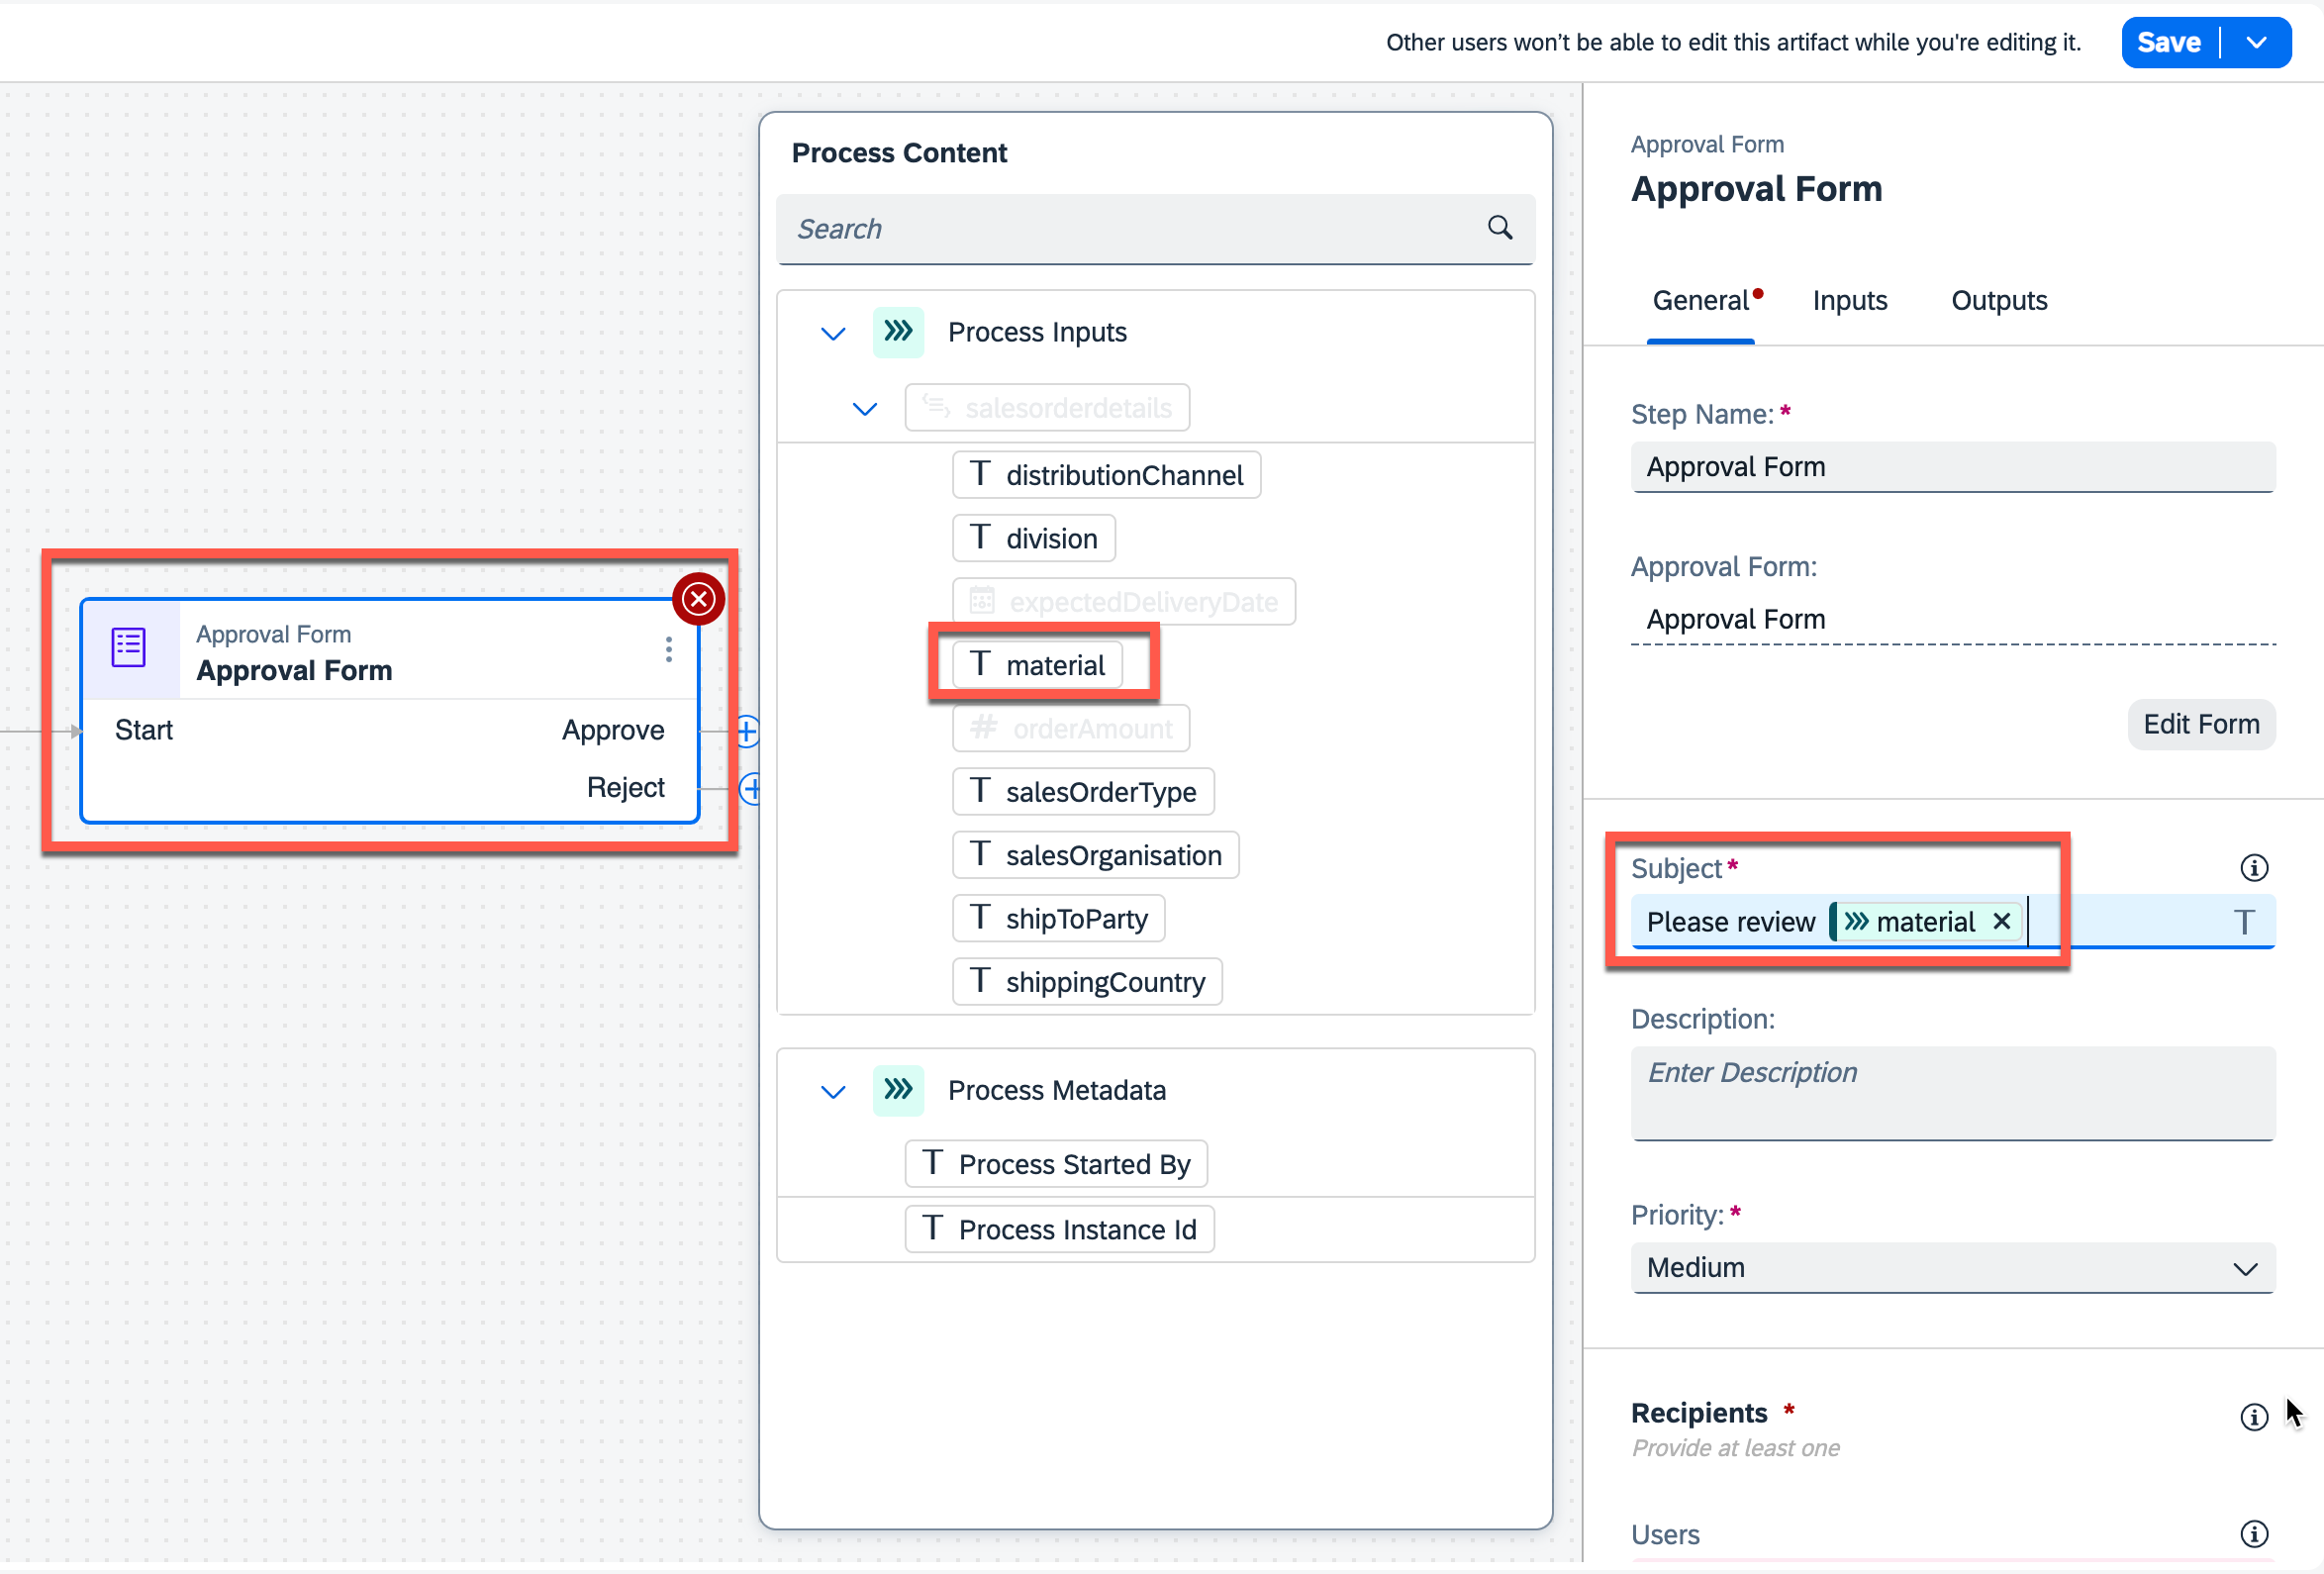 Other users won't be able to edit this artifact while you're editing it.
Save
Approval Form
Approval Form
Start
Approve
Reject
Process Content
Search
Process Inputs
salesorderdetails
T distributionChannel
T division
expectedDeliveryDate
T material
# orderAmount
T salesOrderType
T salesOrganisation
T shipToParty
T shippingCountry
Process Metadata
T Process Started By
T Process Instance Id
Approval Form
Approval Form
General Inputs Outputs
Step Name: *
Approval Form
Approval Form:
Approval Form
Edit Form
Subject *
Please review material T
Description:
Enter Description
Priority: *
Medium
Recipients *
Provide at least one
Users